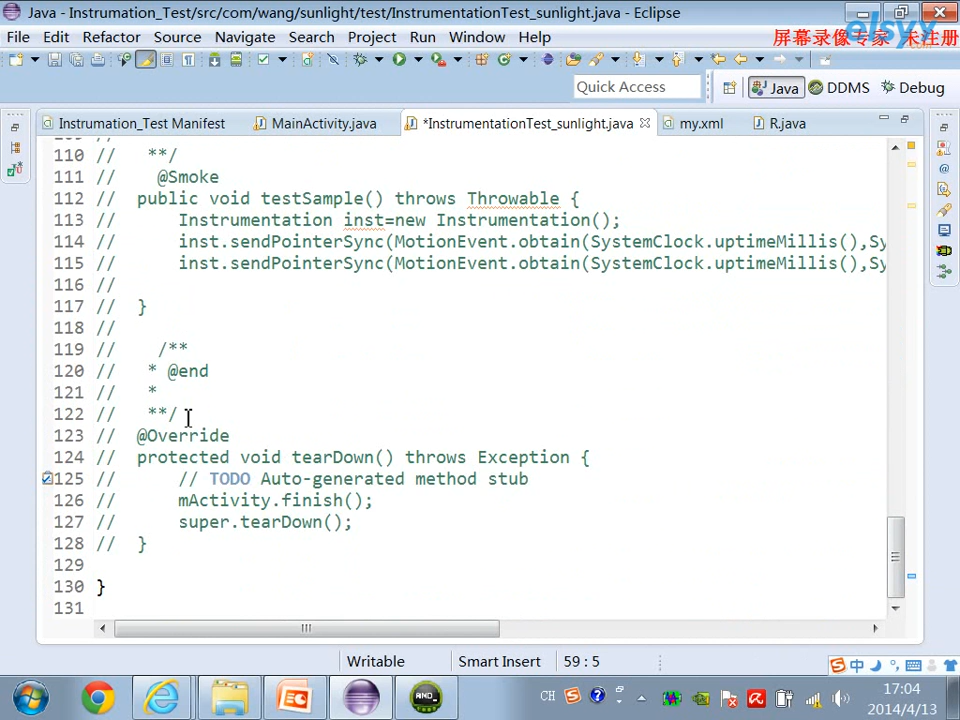 Java - Instrumation_Test/src/com/wang/sunlight/test/InstrumentationTest_sunlight.java - Eclipse
elsyy
File Edit Refactor Source Navigate Search Project Run Window Help
屏幕录像专家 未注册
Quick Access
Java DDMS Debug
Instrumation_Test Manifest MainActivity.java *InstrumentationTest_sunlight.java my.xml R.java
110 // **/
111 // @Smoke
112 // public void testSample() throws Throwable {
113 // Instrumentation inst=new Instrumentation();
114 // inst.sendPointerSync(MotionEvent.obtain(SystemClock.uptimeMillis(),Sy
115 // inst.sendPointerSync(MotionEvent.obtain(SystemClock.uptimeMillis(),Sy
116 //
117 // }
118 //
119 // /**
120 // * @end
121 // *
122 // **/
123 // @Override
124 // protected void tearDown() throws Exception {
125 // // TODO Auto-generated method stub
126 // mActivity.finish();
127 // super.tearDown();
128 // }
129
130 }
131
Writable Smart Insert 59 : 5
中
CH
17:04
2014/4/13